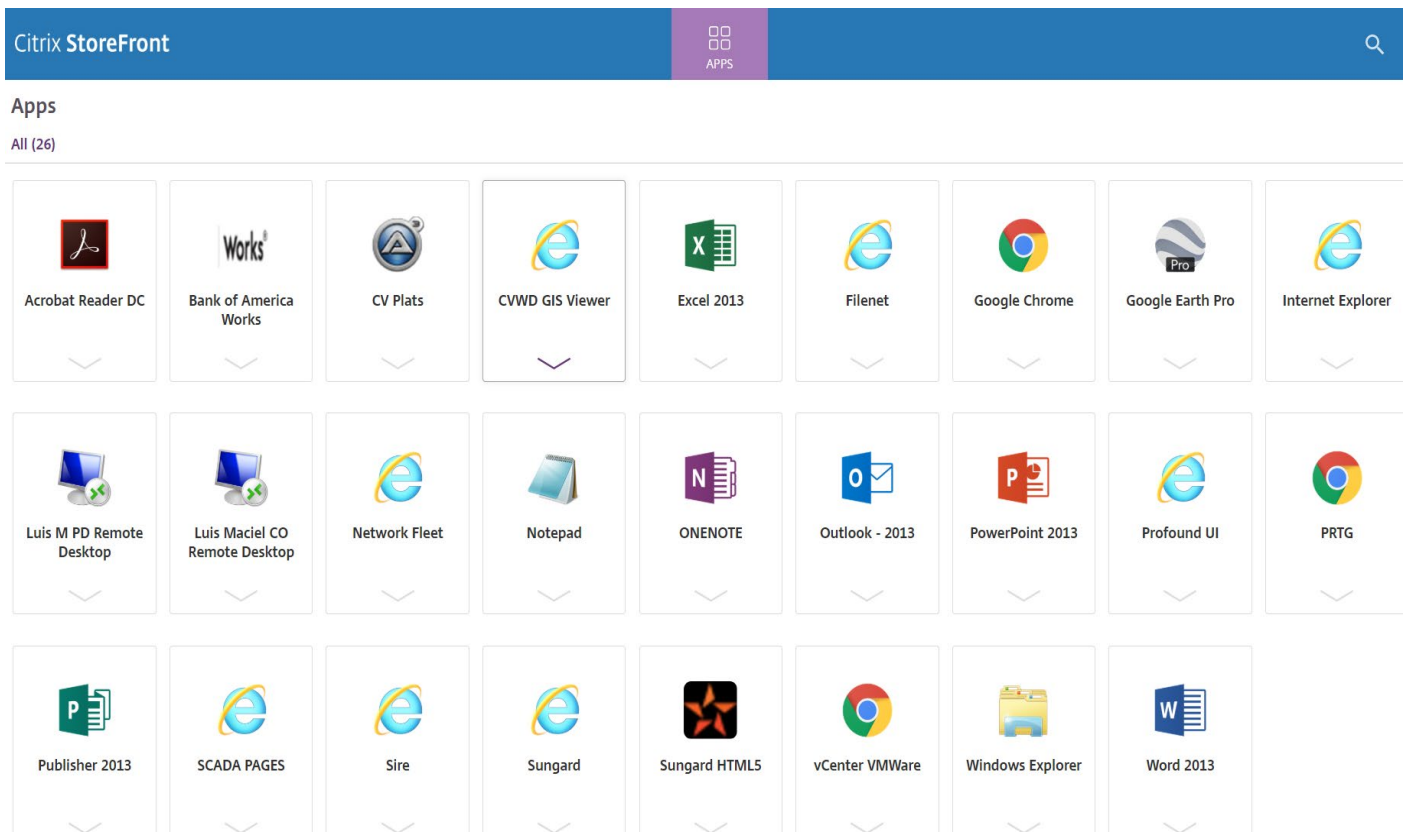 Citrix StoreFront
APPS
Apps
All (26)
Works®
Pro
Acrobat Reader DC
Bank of America
Works
CV Plats
CVWD GIS Viewer
Excel 2013
Filenet
Google Chrome
Google Earth Pro
Internet Explorer
Luis M PD Remote
Desktop
Luis Maciel CO
Remote Desktop
Network Fleet
Notepad
ONENOTE
Outlook - 2013
PowerPoint 2013
Profound UI
PRTG
Publisher 2013
SCADA PAGES
Sire
Sungard
Sungard HTML5
vCenter VMWare
Windows Explorer
Word 2013